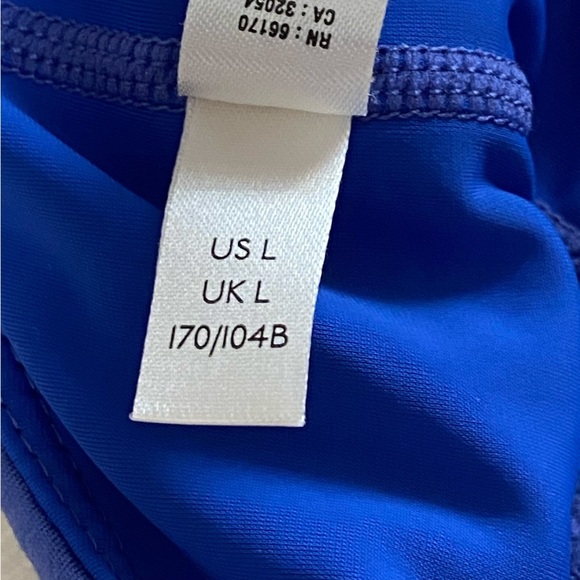 RN : 66170
CA : 32054
US L
UK L
170/104B